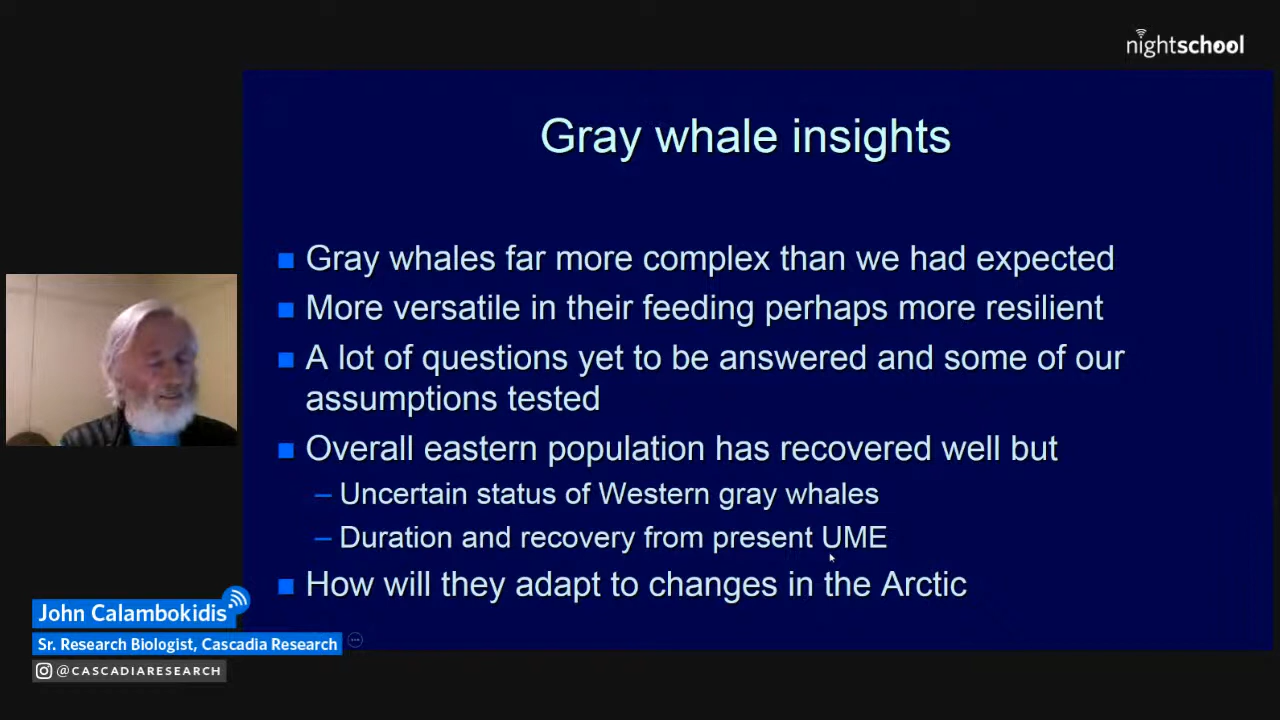 nightschool
Gray whale insights
Gray whales far more complex than we had expected
More versatile in their feeding perhaps more resilient
A lot of questions yet to be answered and some of our
assumptions tested
Overall eastern population has recovered well but
– Uncertain status of Western gray whales
– Duration and recovery from present UME
How will they adapt to changes in the Arctic
John Calambokidis
Sr. Research Biologist, Cascadia Research
@CASCADIARESEARCH